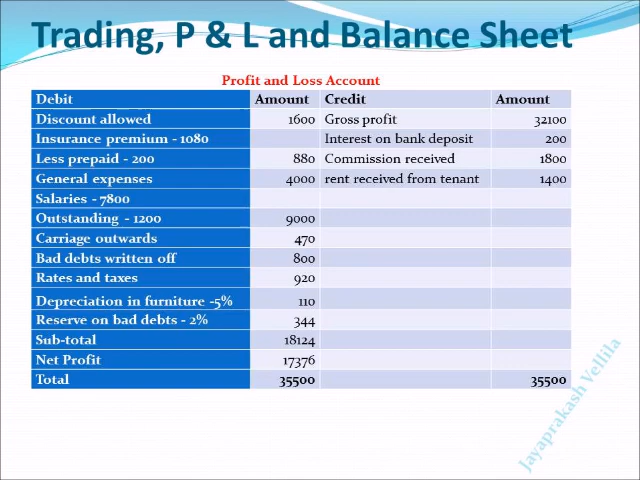 Trading, P & L and Balance Sheet
Profit and Loss Account
Debit Amount Credit Amount
Discount allowed 1600 Gross profit 32100
Insurance premium - 1080 Interest on bank deposit 200
Less prepaid - 200 880 Commission received 1800
General expenses 4000 rent received from tenant 1400
Salaries - 7800
Outstanding - 1200 9000
Carriage outwards 470
Bad debts written off 800
Rates and taxes 920
Depreciation in furniture -5% 110
Reserve on bad debts - 2% 344
Sub-total 18124
Net Profit 17376
Total 35500 35500
Jayaprakash Vellila